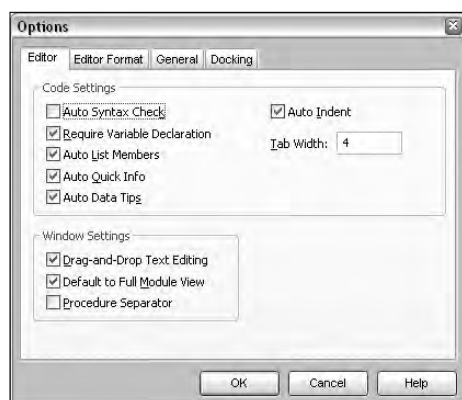 Options
Editor
Editor Format
General
Docking
Code Settings
Auto Syntax Check
Auto Indent
Require Variable Declaration
Tab Width: 4
Auto List Members
Auto Quick Info
Auto Data Tips
Window Settings
Drag-and-Drop Text Editing
Default to Full Module View
Procedure Separator
OK
Cancel
Help